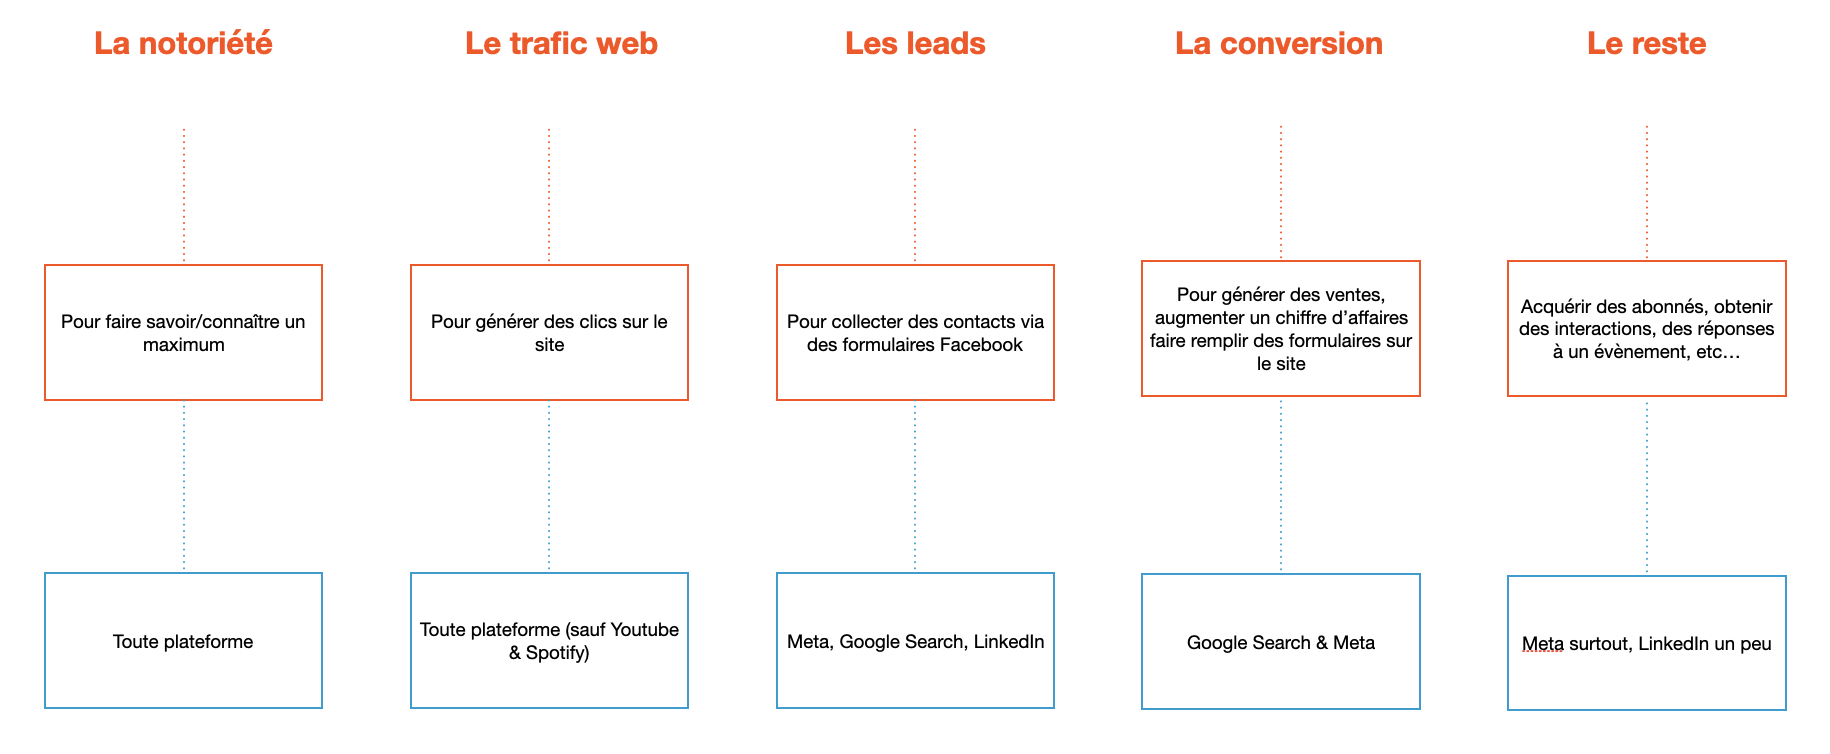 La notoriété
Le trafic web
Les leads
La conversion
Le reste
Pour faire savoir/connaître un
maximum
Pour générer des clics sur le
site
Pour collecter des contacts via
des formulaires Facebook
Pour générer des ventes,
augmenter un chiffre d’affaires
faire remplir des formulaires sur
le site
Acquérir des abonnés, obtenir
des interactions, des réponses
à un évènement, etc…
Toute plateforme
Toute plateforme (sauf Youtube
& Spotify)
Meta, Google Search, LinkedIn
Google Search & Meta
Meta surtout, LinkedIn un peu